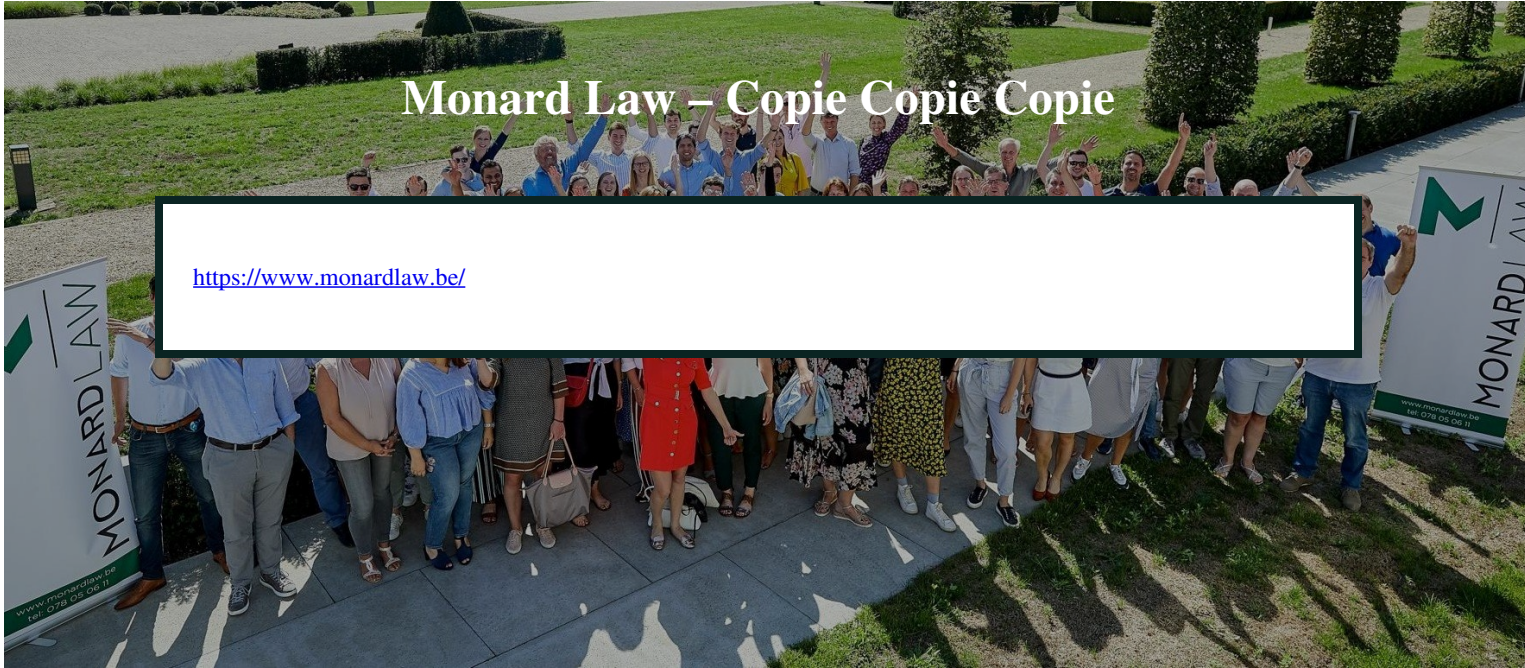 Monard Law – Copie Copie Copie
https://www.monardlaw.be/
MONARD LAW
www.monardlaw.be
tel: 078 05 06 11
MONARD LAW
www.monardlaw.be
tel: 078 05 06 11